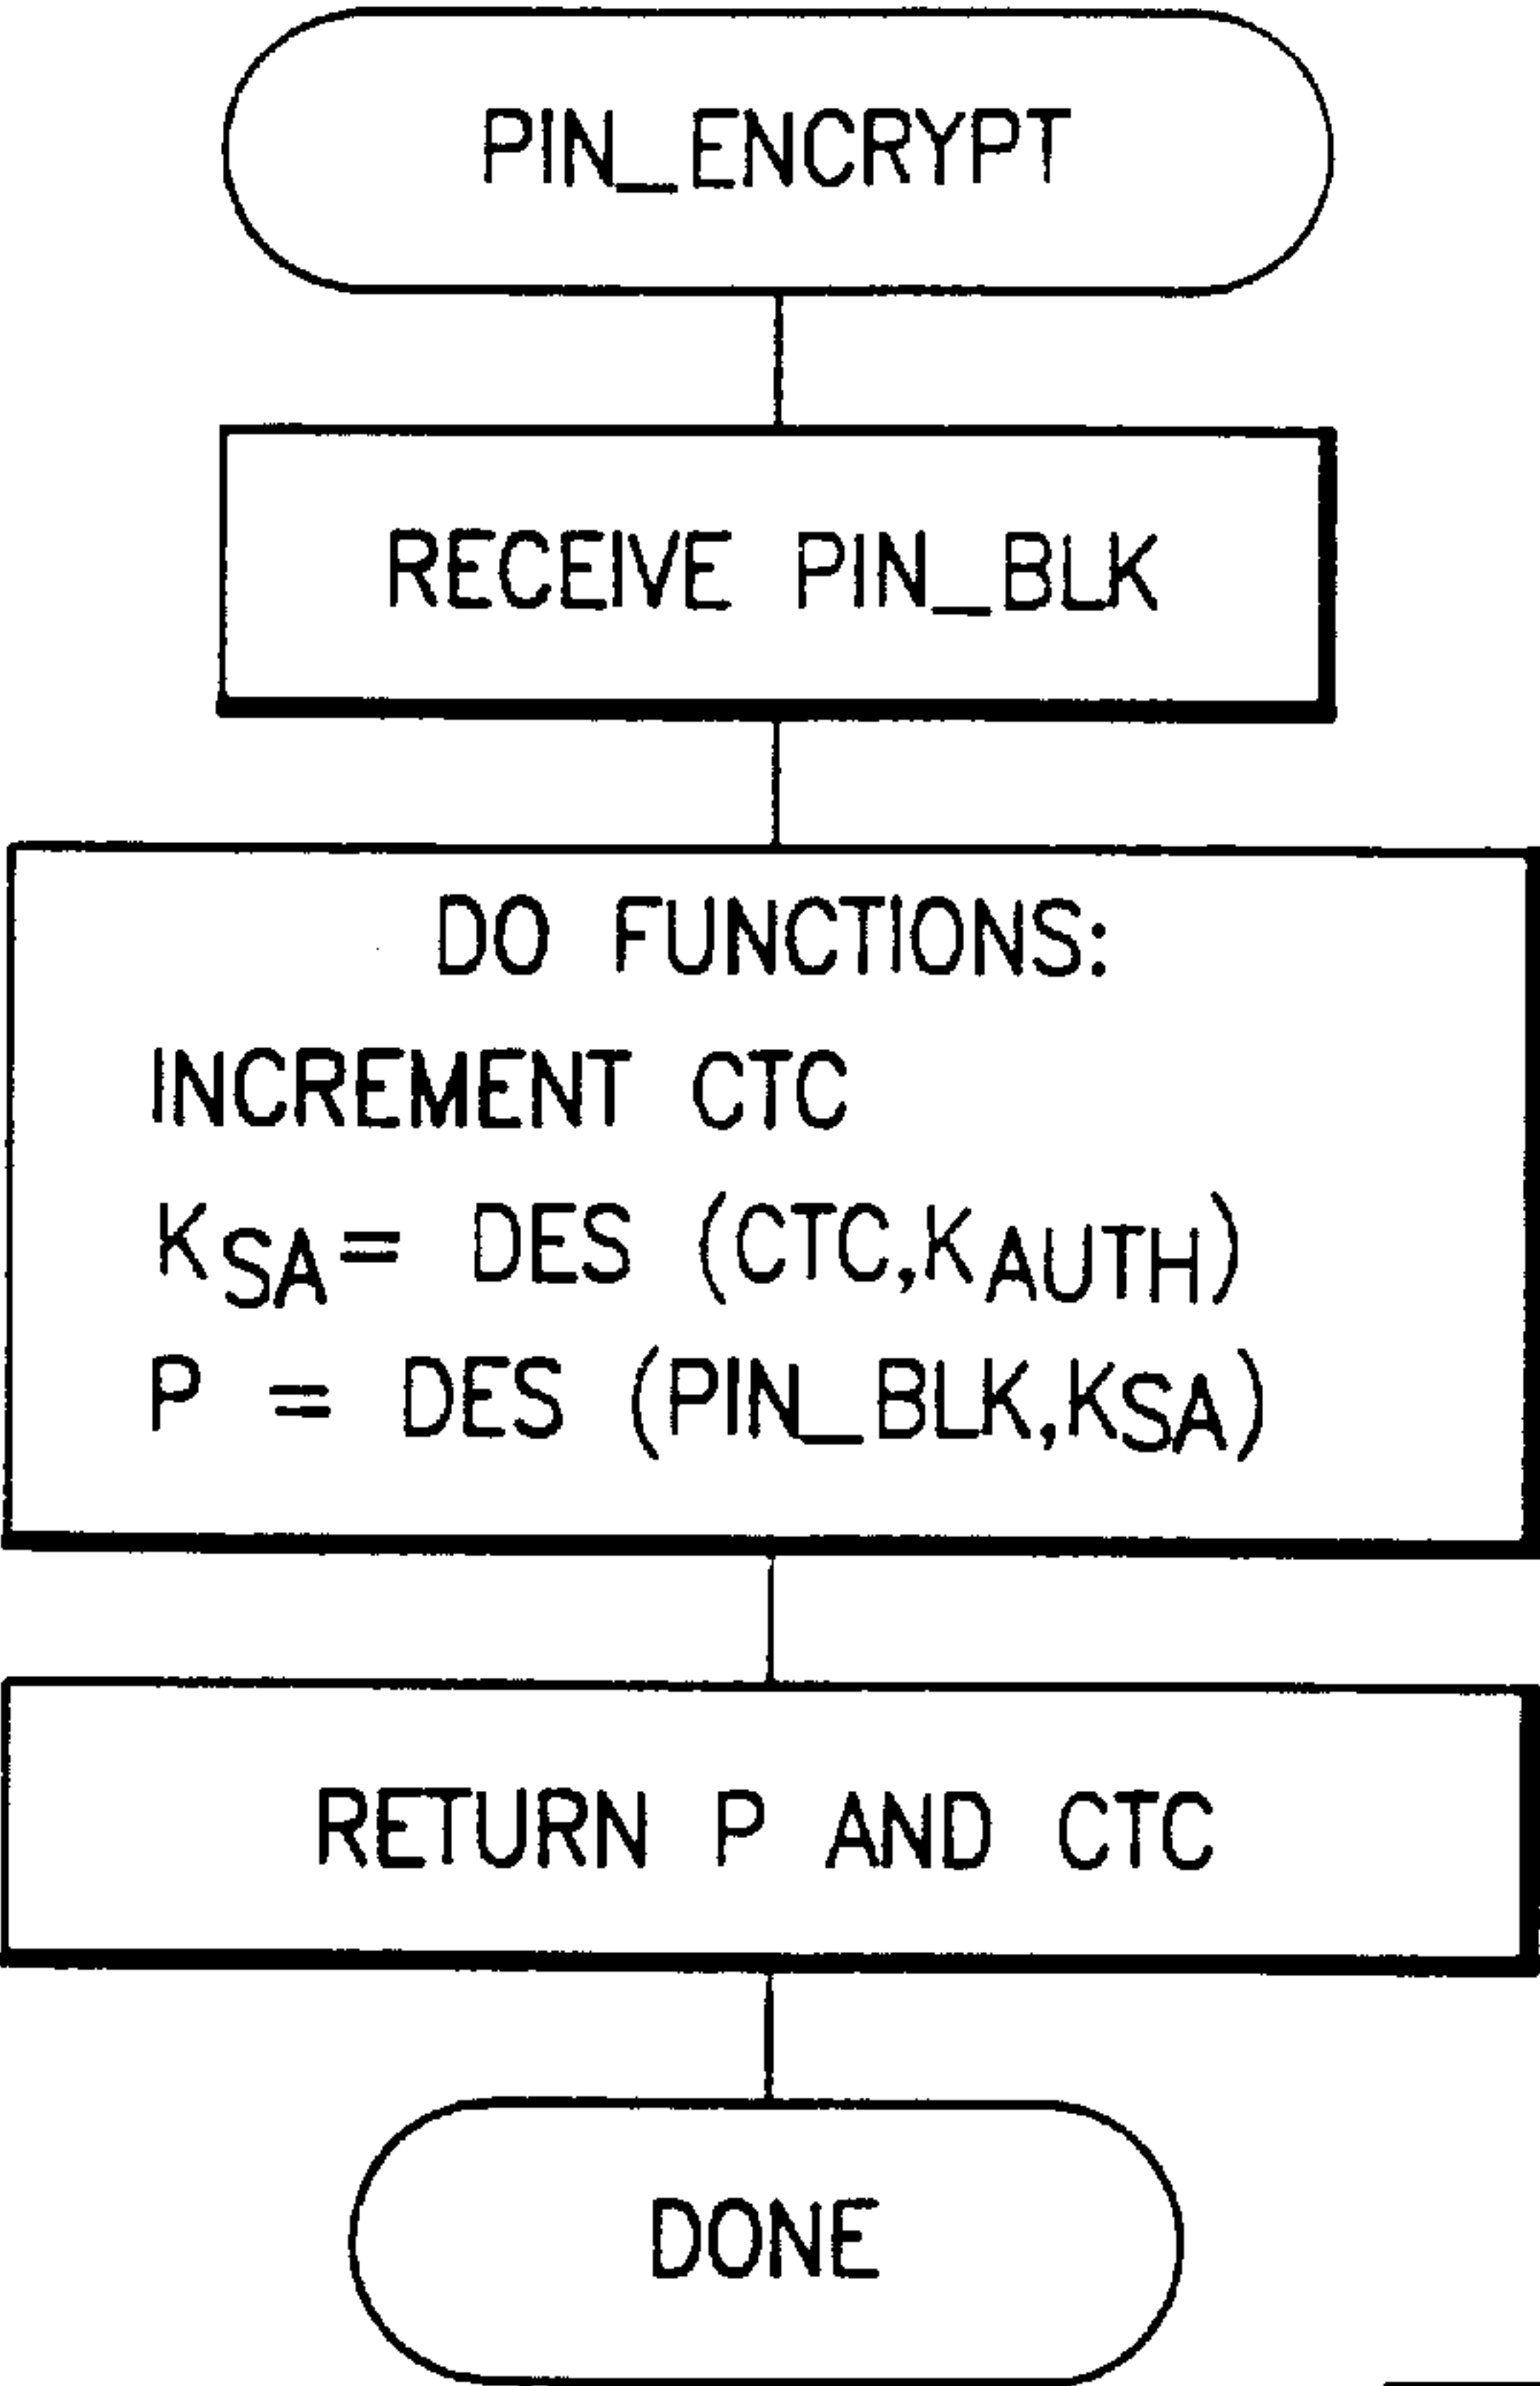 PIN_ENCRYPT
RECEIVE PIN_BLK
DO FUNCTIONS:
INCREMENT CTC
KSA= DES (CTC,KAUTH)
P = DES (PIN_BLK,KSA)
RETURN P AND CTC
DONE